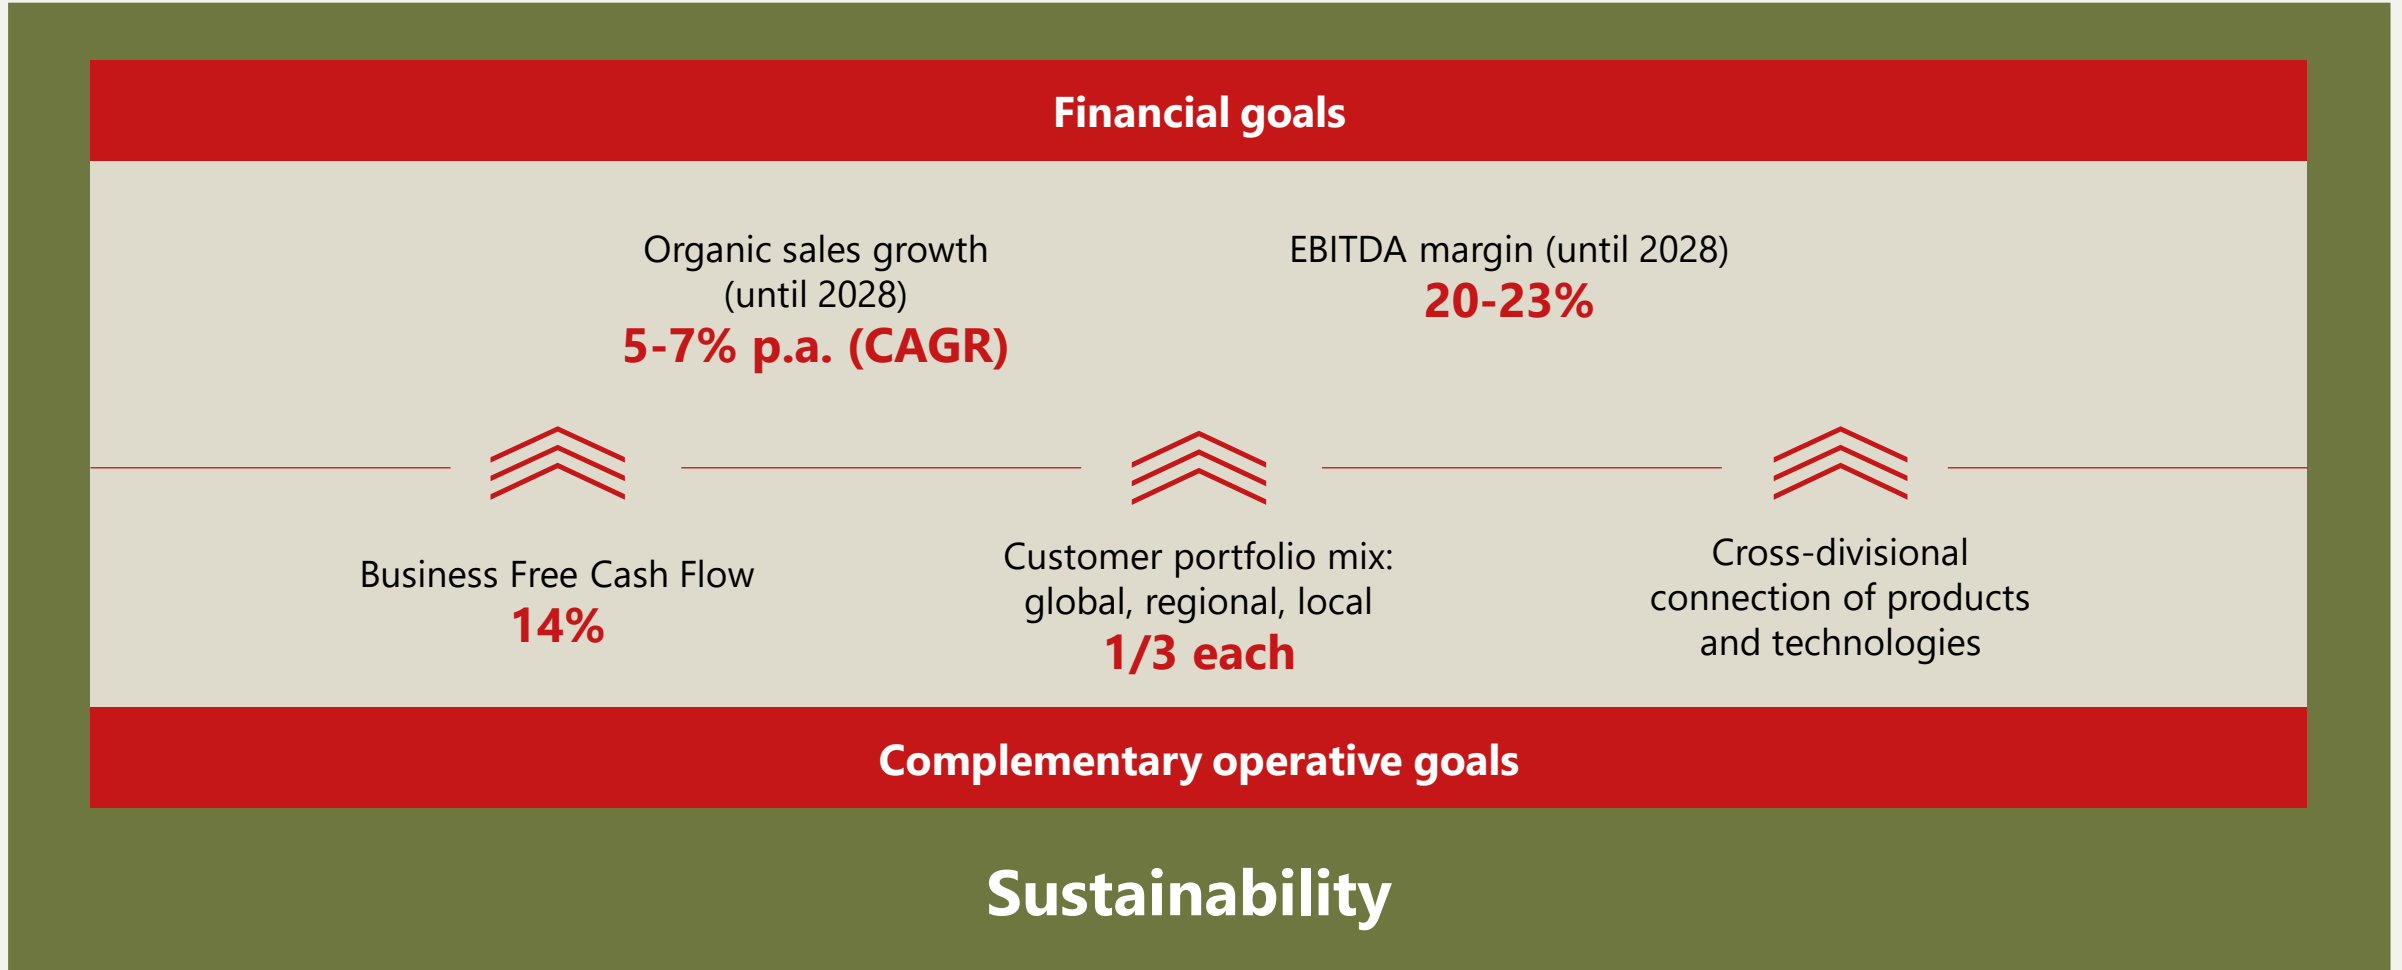 Financial goals
Organic sales growth
(until 2028)
5-7% p.a. (CAGR)
EBITDA margin (until 2028)
20-23%
Business Free Cash Flow
14%
Customer portfolio mix:
global, regional, local
1/3 each
Cross-divisional
connection of products
and technologies
Complementary operative goals
Sustainability